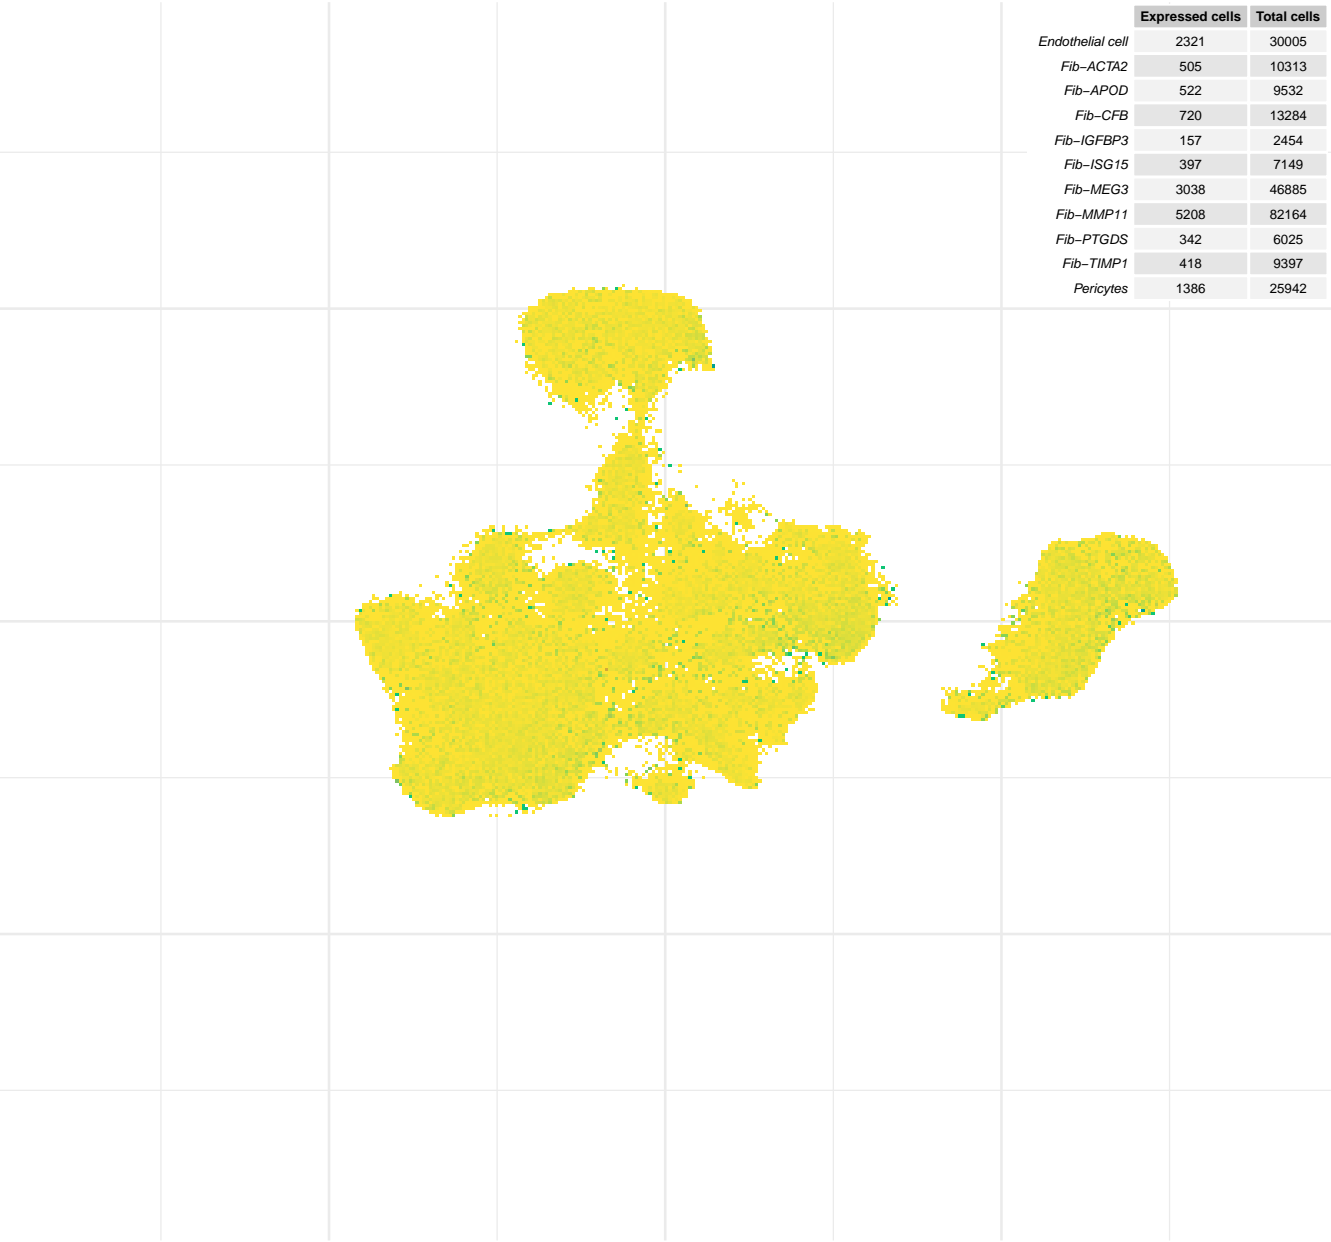 Expressed cells Total cells
Endothelial cell 2321 30005
Fib−ACTA2 505 10313
Fib−APOD 522 9532
Fib−CFB 720 13284
Fib−IGFBP3 157 2454
Fib−ISG15 397 7149
Fib−MEG3 3038 46885
Fib−MMP11 5208 82164
Fib−PTGDS 342 6025
Fib−TIMP1 418 9397
Pericytes 1386 25942